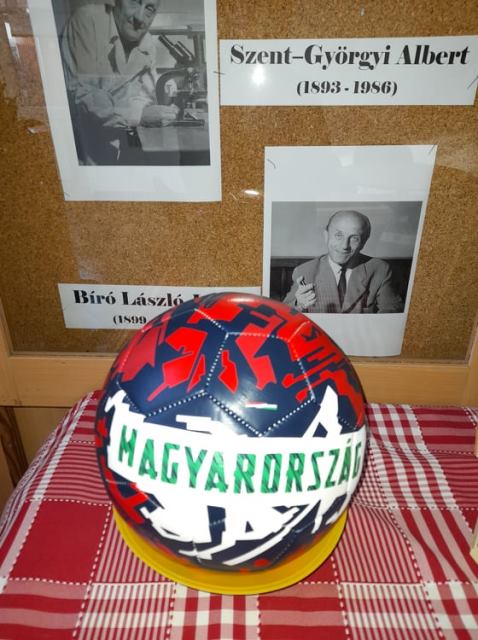 Szent–Györgyi Albert
(1893 - 1986)
Bíró László
(1899
MAGYARORSZÁG